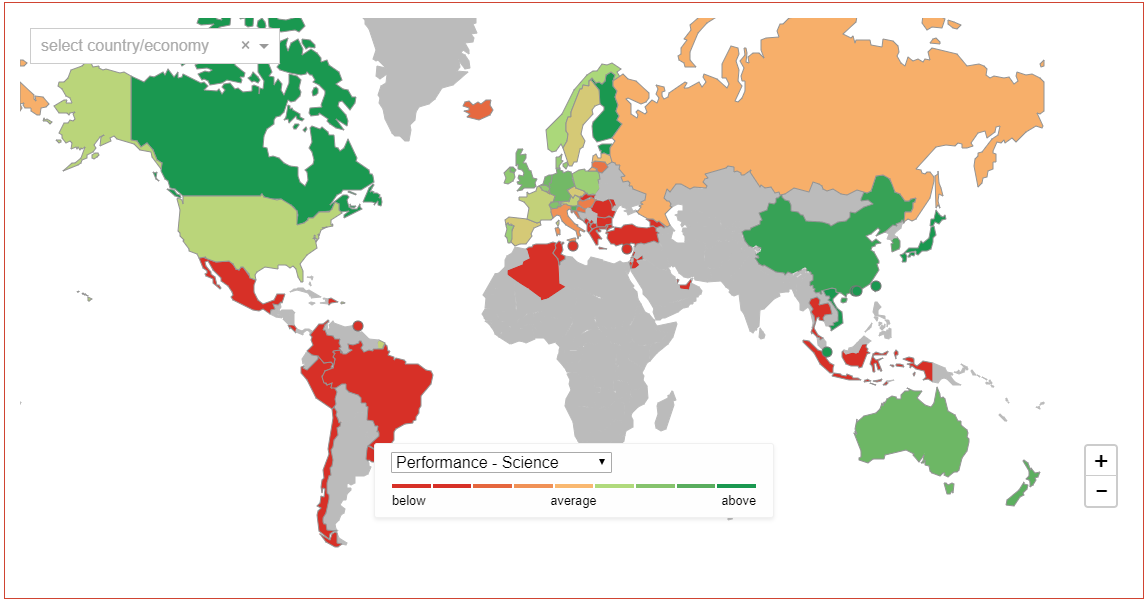 select country/economy ×
Performance - Science
below average above
+
−